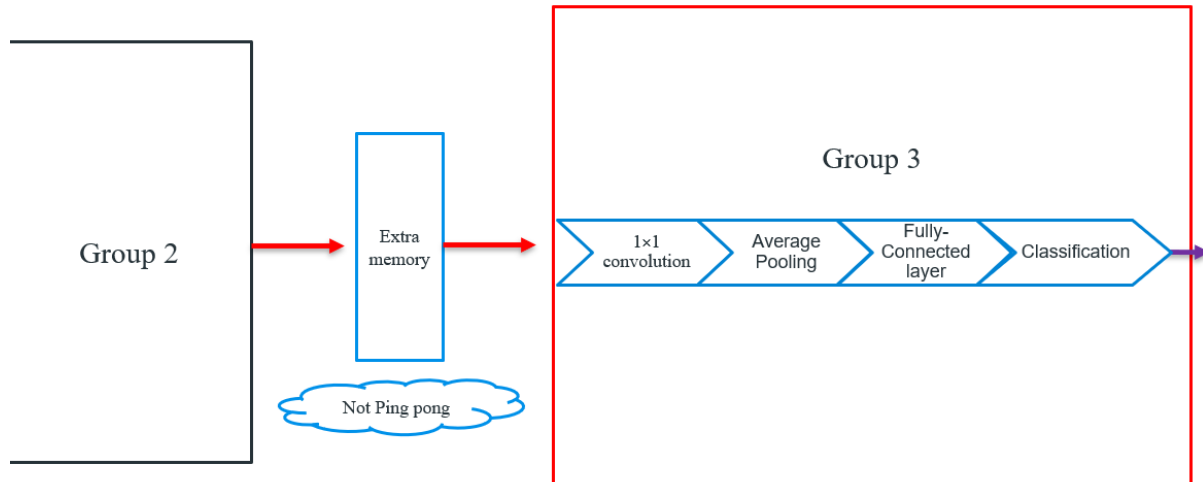 Group 2
Extra
memory
Not Ping pong
Group 3
1×1
convolution
Average
Pooling
Fully-
Connected
layer
Classification